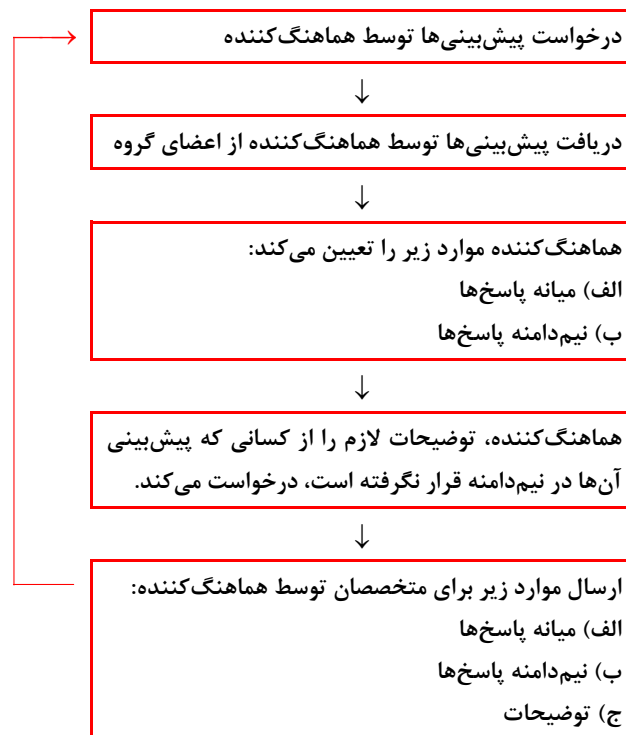 درخواست پیش‌بینی‌ها توسط هماهنگ‌کننده
↓
دریافت پیش‌بینی‌ها توسط هماهنگ‌کننده از اعضای گروه
↓
هماهنگ‌کننده موارد زیر را تعیین می‌کند:
الف) میانه پاسخ‌ها
ب) نیم‌دامنه پاسخ‌ها
↓
هماهنگ‌کننده، توضیحات لازم را از کسانی که پیش‌بینی
آن‌ها در نیم‌دامنه قرار نگرفته است، درخواست می‌کند.
↓
ارسال موارد زیر برای متخصصان توسط هماهنگ‌کننده:
الف) میانه پاسخ‌ها
ب) نیم‌دامنه پاسخ‌ها
ج) توضیحات